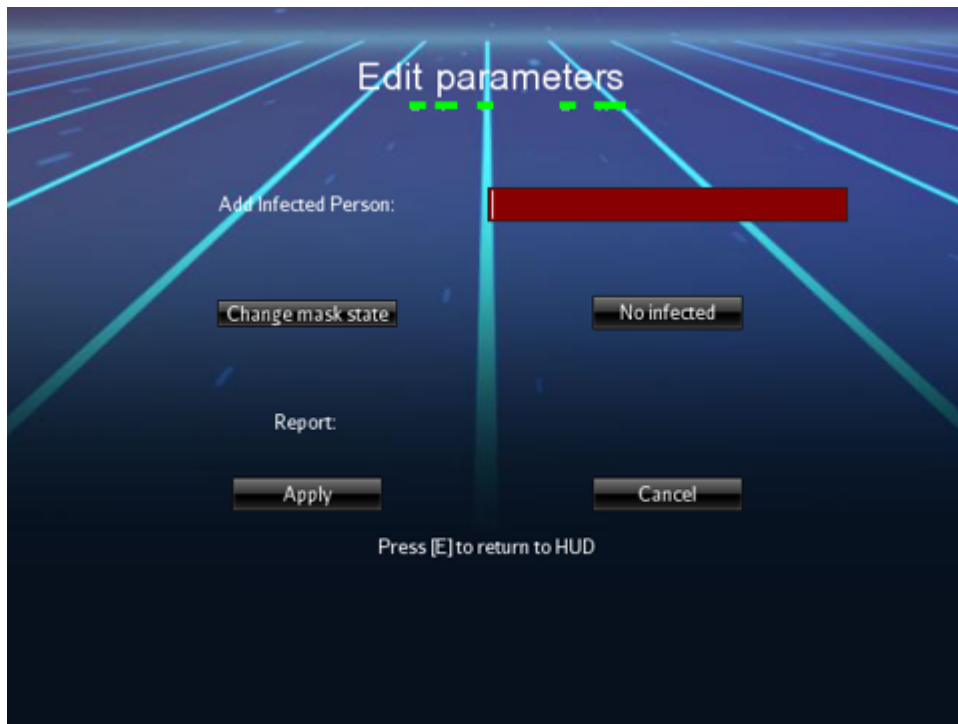 Edit parameters
Add Infected Person:
Change mask state
No infected
Report:
Apply
Cancel
Press [E] to return to HUD